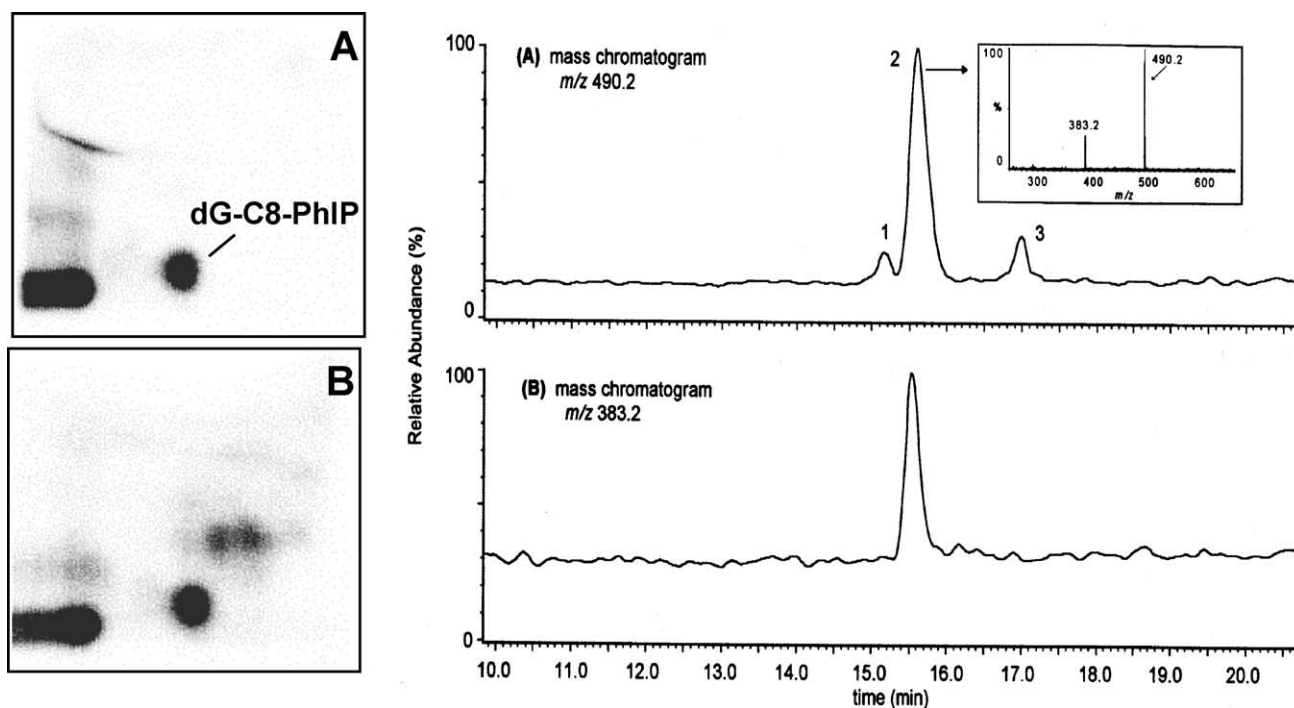 A
dG-C8-PhIP
B
Relative Abundance (%)
100
0
(A) mass chromatogram
m/z 490.2
1
2
3
100
%
0
490.2
383.2
300 400 500 600
m/z
100
0
(B) mass chromatogram
m/z 383.2
10.0 11.0 12.0 13.0 14.0 15.0 16.0 17.0 18.0 19.0 20.0
time (min)